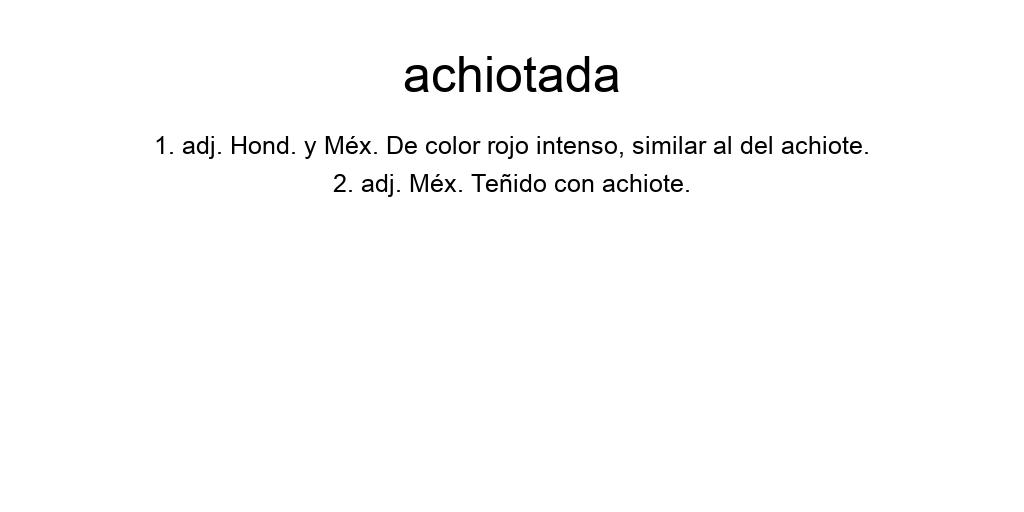 achiotada
1. adj. Hond. y Méx. De color rojo intenso, similar al del achiote.
2. adj. Méx. Teñido con achiote.